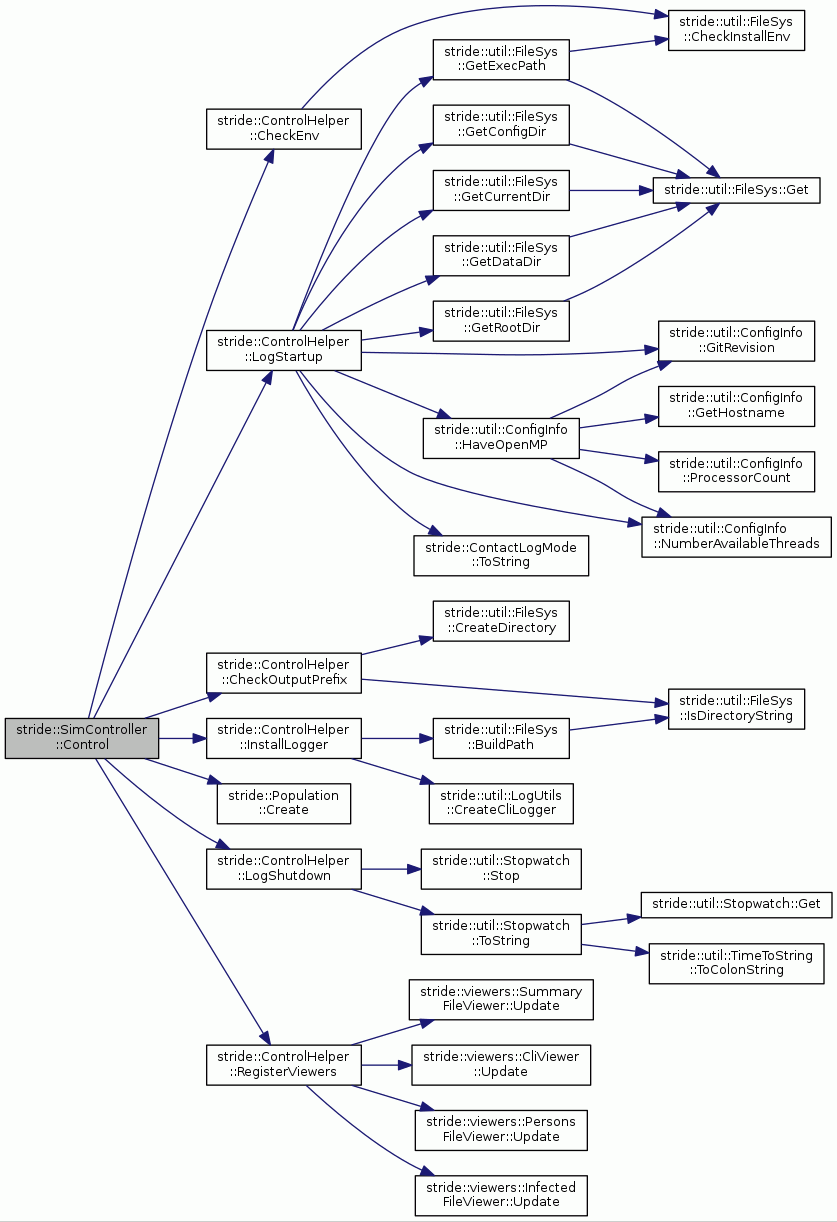 stride::util::FileSys
::CheckInstallEnv
stride::util::FileSys
::GetExecPath
stride::ControlHelper
::CheckEnv
stride::util::FileSys
::GetConfigDir
stride::util::FileSys
::GetCurrentDir
stride::util::FileSys::Get
stride::util::FileSys
::GetDataDir
stride::util::FileSys
::GetRootDir
stride::ControlHelper
::LogStartup
stride::util::ConfigInfo
::GitRevision
stride::util::ConfigInfo
::GetHostname
stride::util::ConfigInfo
::HaveOpenMP
stride::util::ConfigInfo
::ProcessorCount
stride::util::ConfigInfo
::NumberAvailableThreads
stride::ContactLogMode
::ToString
stride::util::FileSys
::CreateDirectory
stride::ControlHelper
::CheckOutputPrefix
stride::util::FileSys
::IsDirectoryString
stride::SimController
::Control
stride::ControlHelper
::InstallLogger
stride::util::FileSys
::BuildPath
stride::Population
::Create
stride::util::LogUtils
::CreateCliLogger
stride::ControlHelper
::LogShutdown
stride::util::Stopwatch
::Stop
stride::util::Stopwatch::Get
stride::util::Stopwatch
::ToString
stride::util::TimeToString
::ToColonString
stride::viewers::Summary
FileViewer::Update
stride::ControlHelper
::RegisterViewers
stride::viewers::CliViewer
::Update
stride::viewers::Persons
FileViewer::Update
stride::viewers::Infected
FileViewer::Update